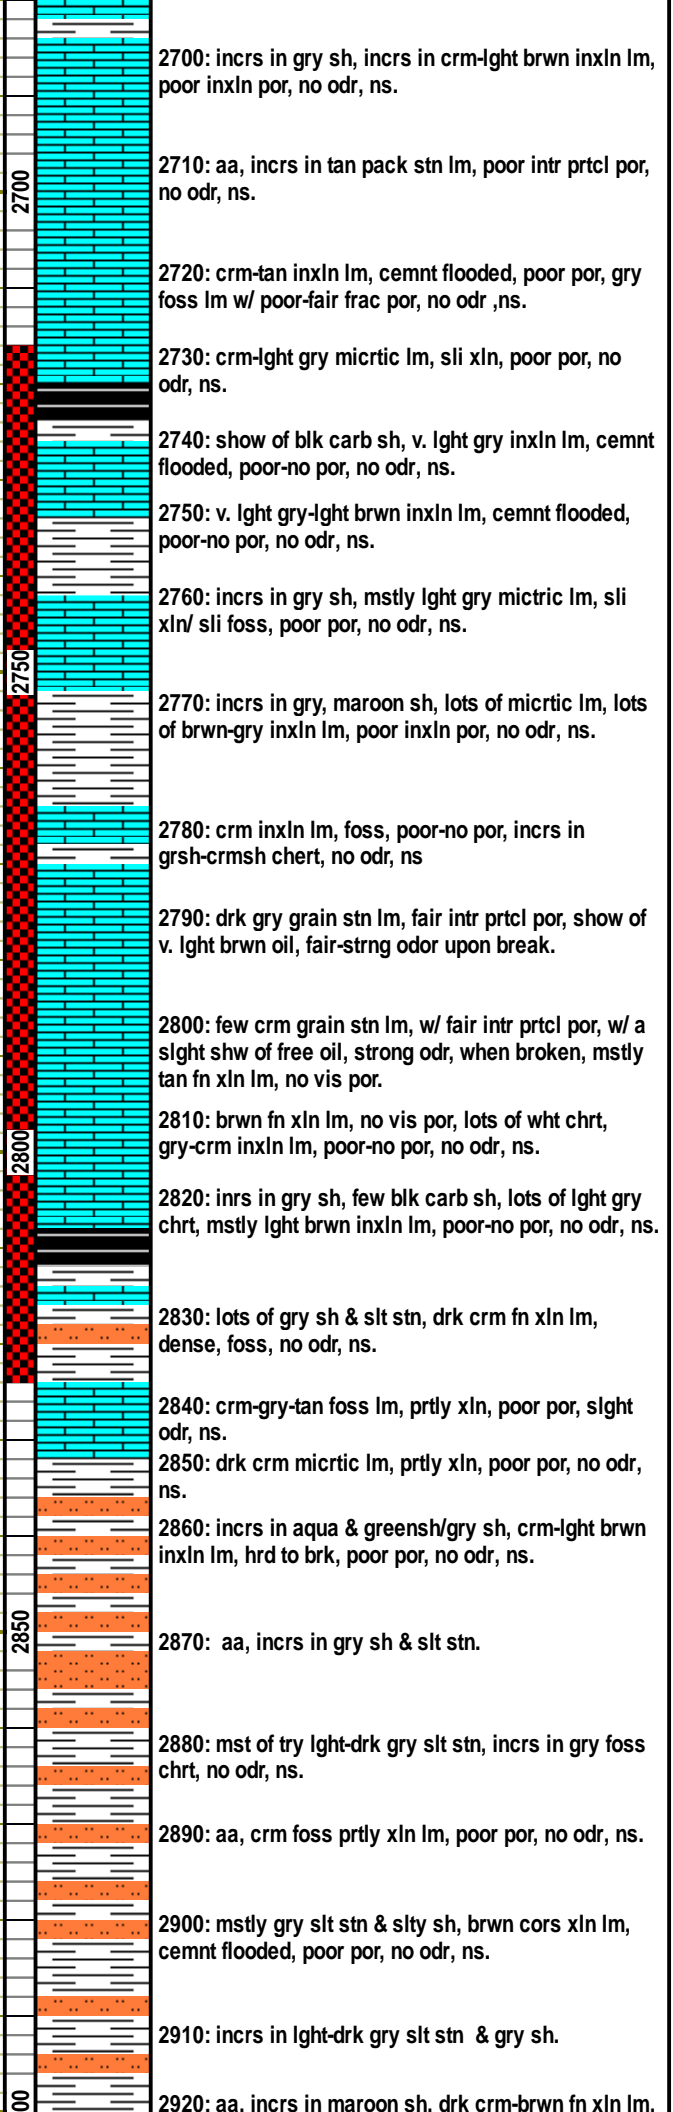 2700: incrs in gry sh, incrs in crm-lght brwn inxln lm,
poor inxln por, no odr, ns.
2710: aa, incrs in tan pack stn lm, poor intr prtcl por,
no odr, ns.
2700
2720: crm-tan inxln lm, cemnt flooded, poor por, gry
foss lm w/ poor-fair frac por, no odr ,ns.
2730: crm-lght gry micrtic lm, sli xln, poor por, no
odr, ns.
2740: show of blk carb sh, v. lght gry inxln lm, cemnt
flooded, poor-no por, no odr, ns.
2750: v. lght gry-lght brwn inxln lm, cemnt flooded,
poor-no por, no odr, ns.
2760: incrs in gry sh, mstly lght gry mictric lm, sli
xln/ sli foss, poor por, no odr, ns.
2750
2770: incrs in gry, maroon sh, lots of micrtic lm, lots
of brwn-gry inxln lm, poor inxln por, no odr, ns.
2780: crm inxln lm, foss, poor-no por, incrs in
grsh-crmsh chert, no odr, ns
2790: drk gry grain stn lm, fair intr prtcl por, show of
v. lght brwn oil, fair-strng odor upon break.
2800: few crm grain stn lm, w/ fair intr prtcl por, w/ a
slght shw of free oil, strong odr, when broken, mstly
tan fn xln lm, no vis por.
2810: brwn fn xln lm, no vis por, lots of wht chrt,
gry-crm inxln lm, poor-no por, no odr, ns.
2800
2820: inrs in gry sh, few blk carb sh, lots of lght gry
chrt, mstly lght brwn inxln lm, poor-no por, no odr, ns.
2830: lots of gry sh & slt stn, drk crm fn xln lm,
dense, foss, no odr, ns.
2840: crm-gry-tan foss lm, prtly xln, poor por, slght
odr, ns.
2850: drk crm micrtic lm, prtly xln, poor por, no odr,
ns.
2860: incrs in aqua & greensh/gry sh, crm-lght brwn
inxln lm, hrd to brk, poor por, no odr, ns.
2850
2870:  aa, incrs in gry sh & slt stn.
2880: mst of try lght-drk gry slt stn, incrs in gry foss
chrt, no odr, ns.
2890: aa, crm foss prtly xln lm, poor por, no odr, ns.
2900: mstly gry slt stn & slty sh, brwn cors xln lm,
cemnt flooded, poor por, no odr, ns.
2910: incrs in lght-drk gry slt stn  & gry sh.
00
2920: aa, incrs in maroon sh, drk crm-brwn fn xln lm,